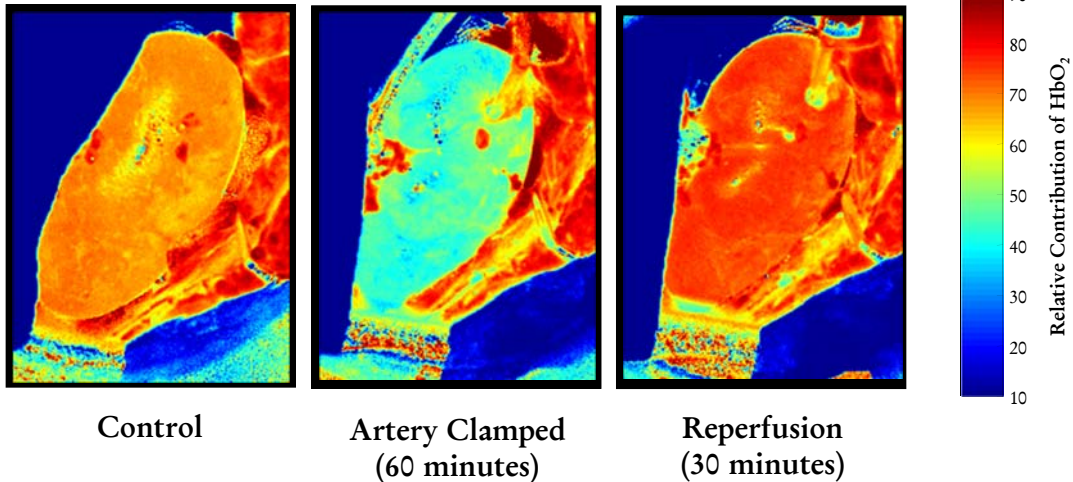 80
70
60
50
40
30
20
10
Relative Contribution of HbO₂
Control
Artery Clamped
(60 minutes)
Reperfusion
(30 minutes)